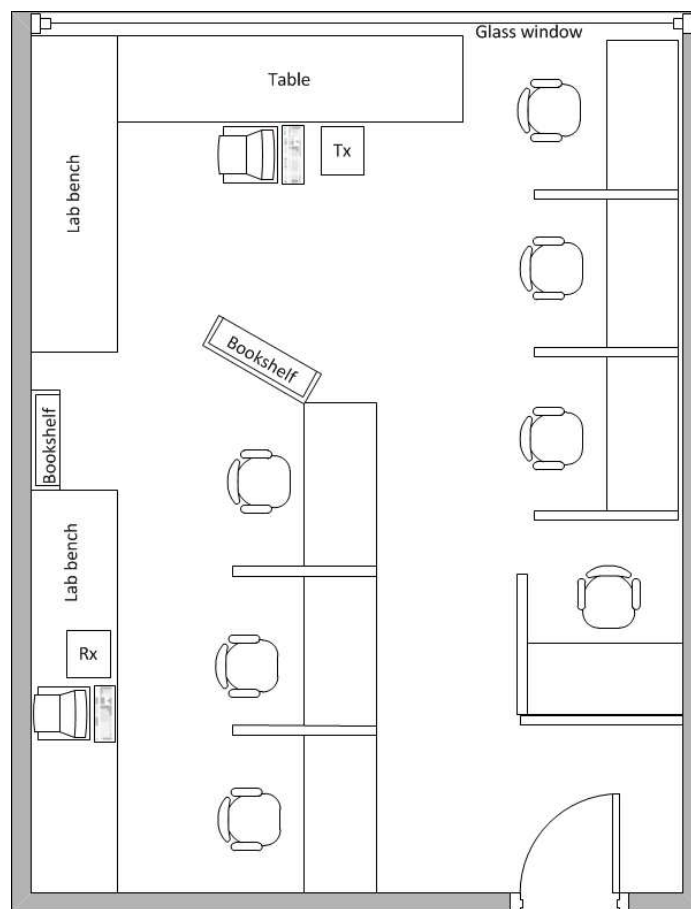 Glass window
Table
Tx
Lab bench
Bookshelf
Bookshelf
Lab bench
Rx